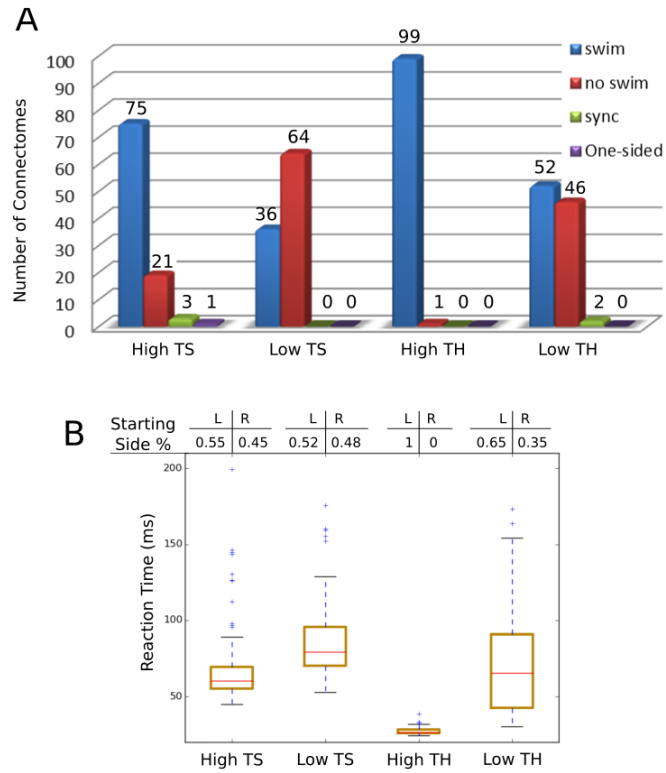 A
Number of Connectomes
100
90
80
70
60
50
40
30
20
10
0
75
21
3
1
36
64
0
0
99
1
0
0
52
46
2
0
High TS
Low TS
High TH
Low TH
swim
no swim
sync
One-sided
B
Starting Side %
L R
0.55 0.45
L R
0.52 0.48
L R
1 0
L R
0.65 0.35
Reaction Time (ms)
200
150
100
50
High TS
Low TS
High TH
Low TH